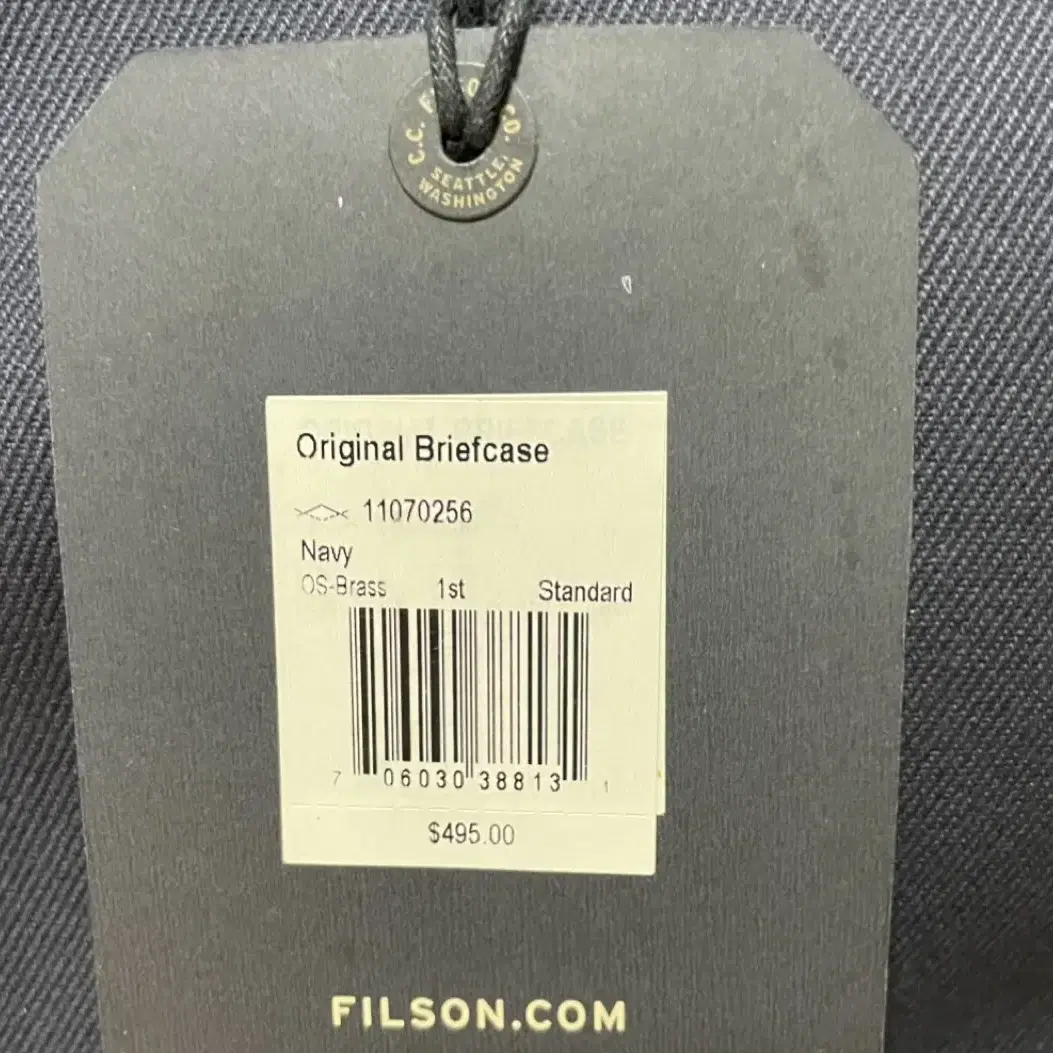 C.C. FILSON CO.
SEATTLE,
WASHINGTON
Original Briefcase
11070256
Navy
OS-Brass 1st Standard
7 06030 38813 1
$495.00
FILSON.COM